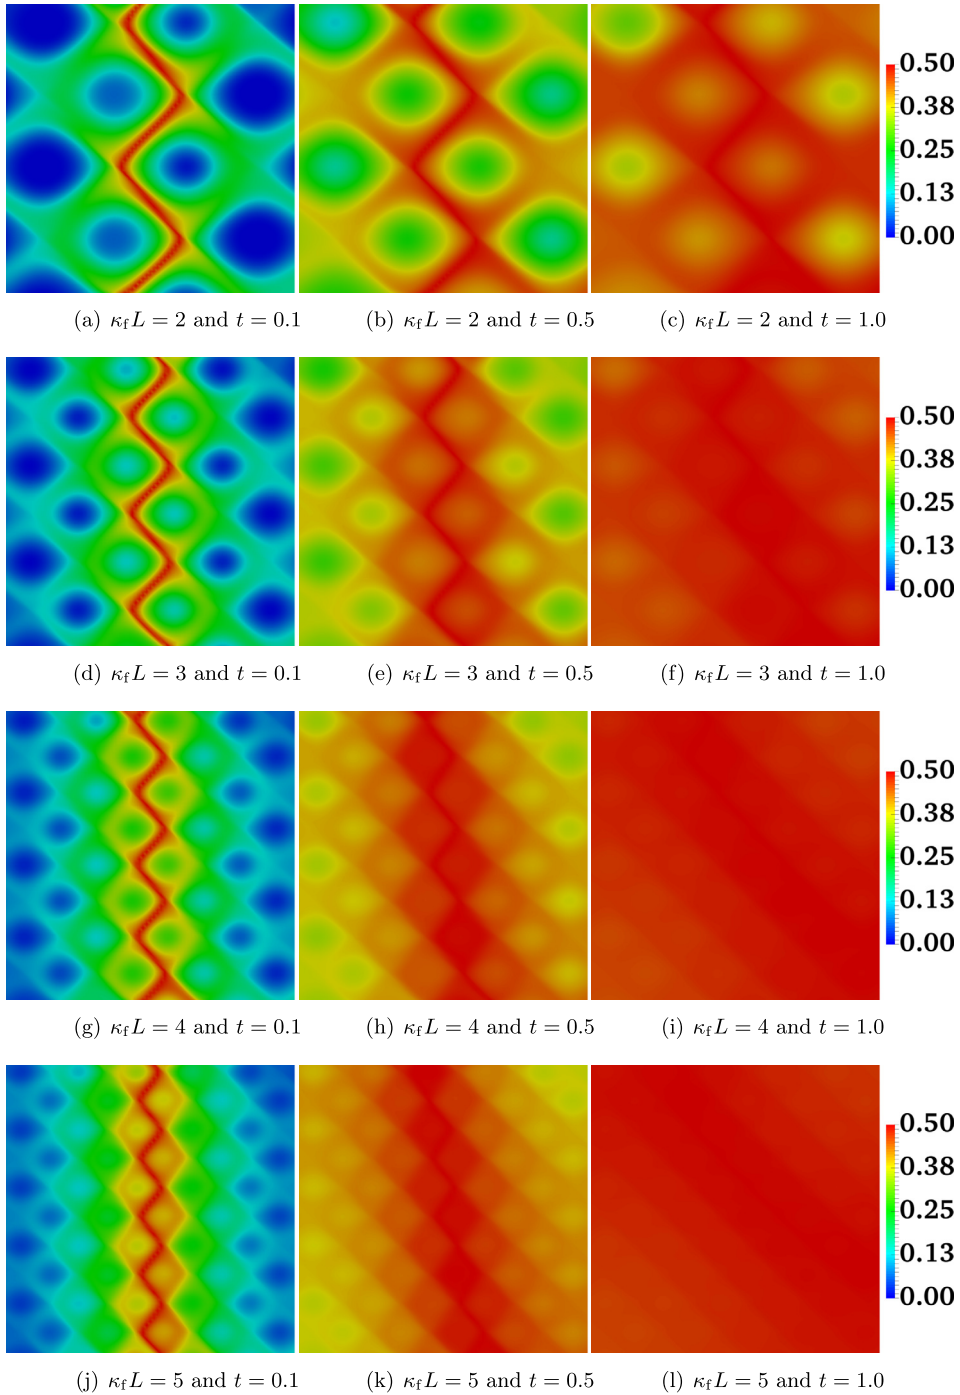 0.50
0.38
0.25
0.13
0.00
(a) κfL = 2 and t = 0.1
(b) κfL = 2 and t = 0.5
(c) κfL = 2 and t = 1.0
0.50
0.38
0.25
0.13
0.00
(d) κfL = 3 and t = 0.1
(e) κfL = 3 and t = 0.5
(f) κfL = 3 and t = 1.0
0.50
0.38
0.25
0.13
0.00
(g) κfL = 4 and t = 0.1
(h) κfL = 4 and t = 0.5
(i) κfL = 4 and t = 1.0
0.50
0.38
0.25
0.13
0.00
(j) κfL = 5 and t = 0.1
(k) κfL = 5 and t = 0.5
(l) κfL = 5 and t = 1.0